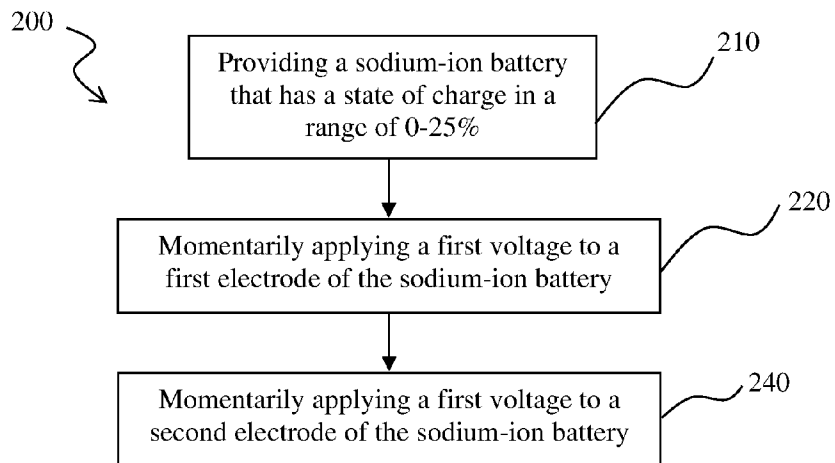 200
Providing a sodium-ion battery
that has a state of charge in a
range of 0-25%
210
Momentarily applying a first voltage to a
first electrode of the sodium-ion battery
220
Momentarily applying a first voltage to a
second electrode of the sodium-ion battery
240